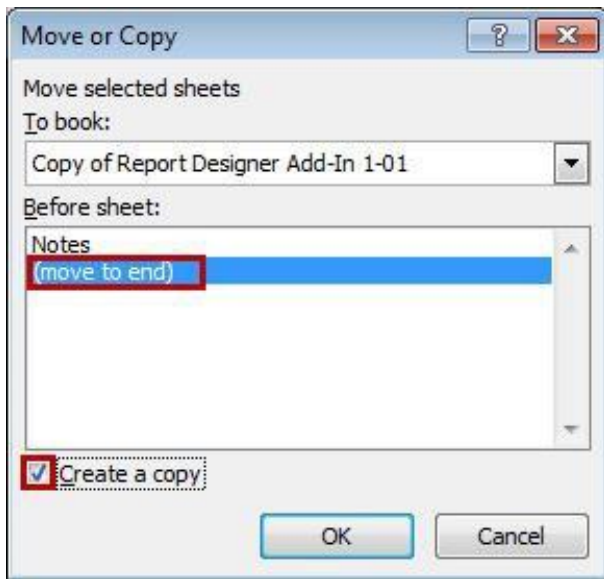 Move or Copy
Move selected sheets
To book:
Copy of Report Designer Add-In 1-01
Before sheet:
Notes
(move to end)
Create a copy
OK
Cancel